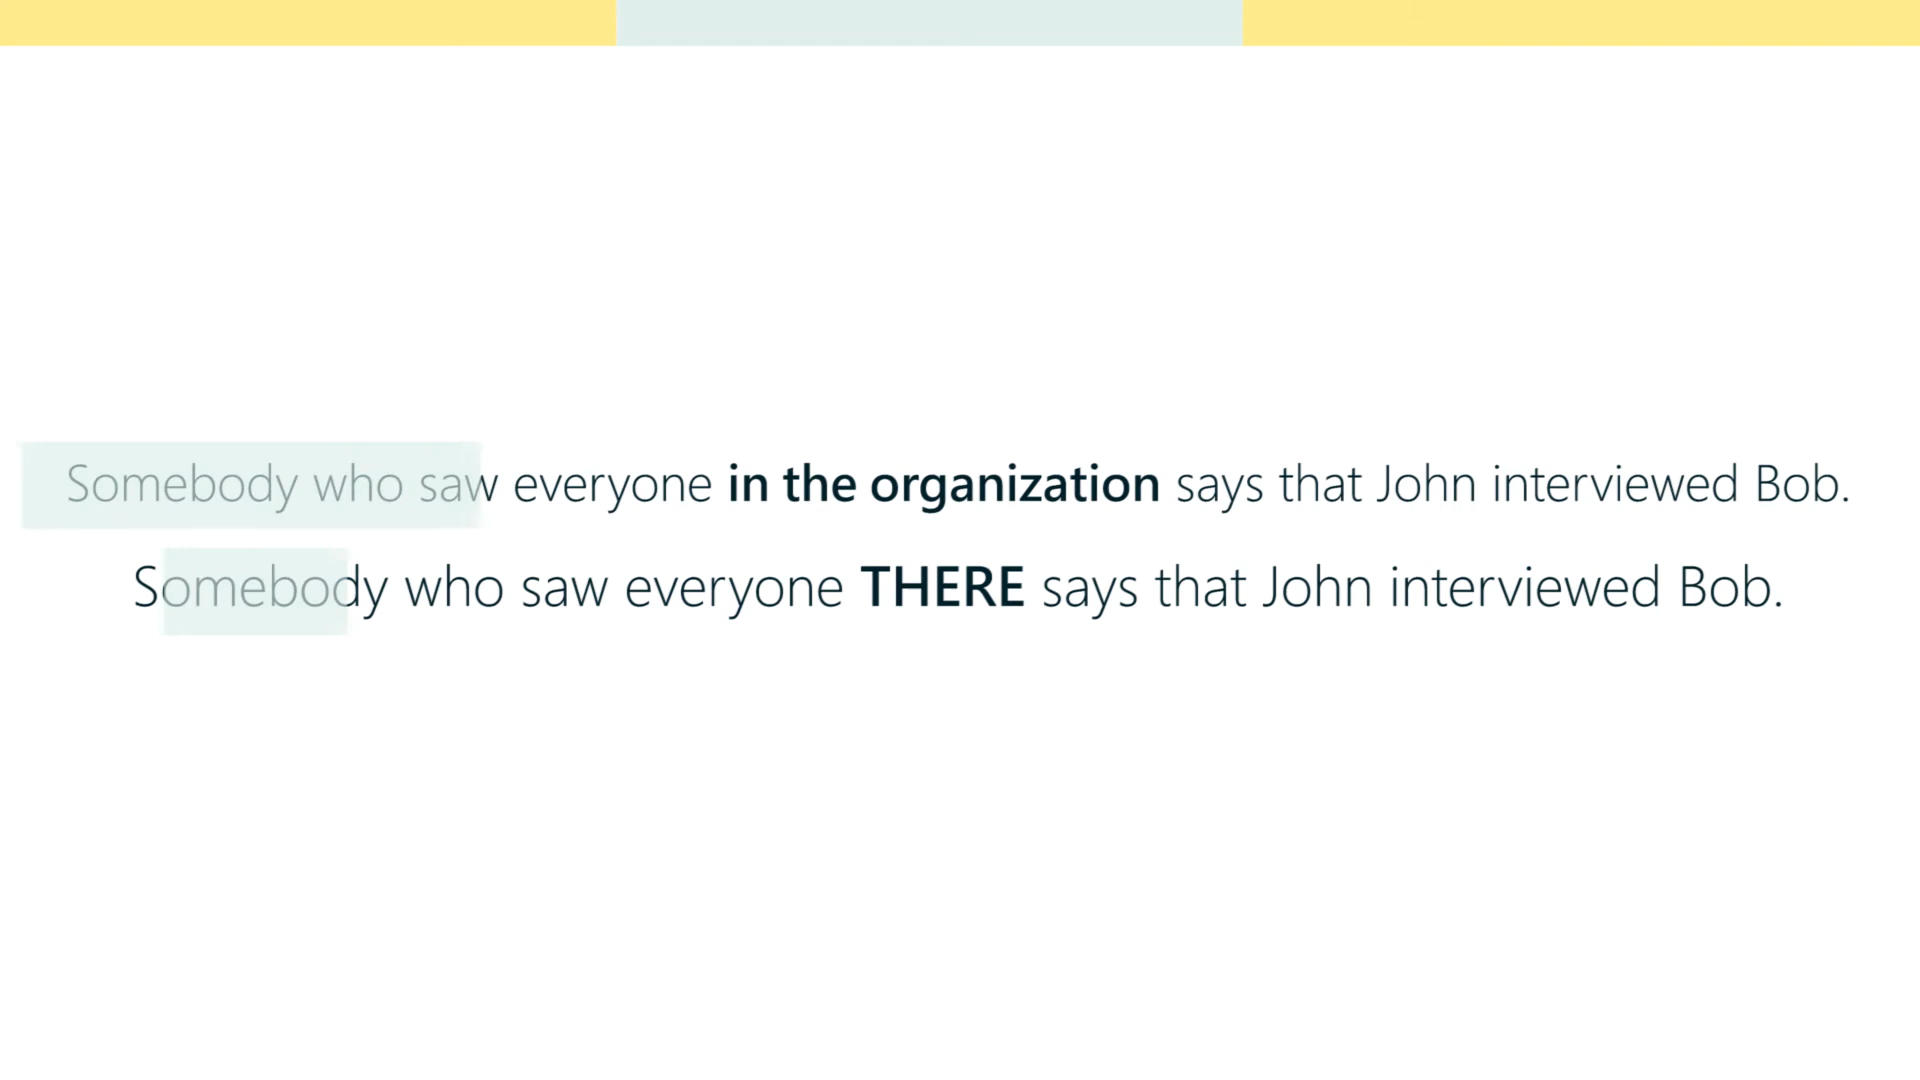 Somebody who saw everyone in the organization says that John interviewed Bob.
Somebody who saw everyone THERE says that John interviewed Bob.